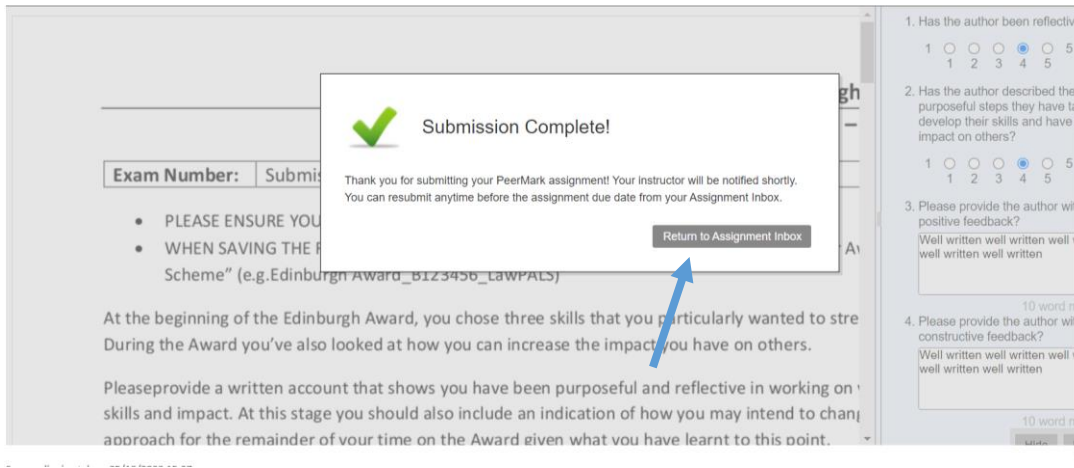 1. Has the author been reflectiv
1 5
1 2 3 4 5
2. Has the author described the
purposeful steps they have ta
develop their skills and have
impact on others?
1 5
1 2 3 4 5
3. Please provide the author wit
positive feedback?
Well written well written well
well written well written
10 word
4. Please provide the author wit
constructive feedback?
Well written well written well
well written well written
10 word
Submission Complete!
Thank you for submitting your PeerMark assignment! Your instructor will be notified shortly.
You can resubmit anytime before the assignment due date from your Assignment Inbox.
Return to Assignment Inbox
gh
–
Exam Number: Submis
• PLEASE ENSURE YOU
• WHEN SAVING THE
Scheme" (e.g.Edinburgh Award_B123456_LawPALS)
At the beginning of the Edinburgh Award, you chose three skills that you particularly wanted to stre
During the Award you've also looked at how you can increase the impact you have on others.
Pleaseprovide a written account that shows you have been purposeful and reflective in working on
skills and impact. At this stage you should also include an indication of how you may intend to chang
approach for the remainder of your time on the Award given what you have learnt to this point.